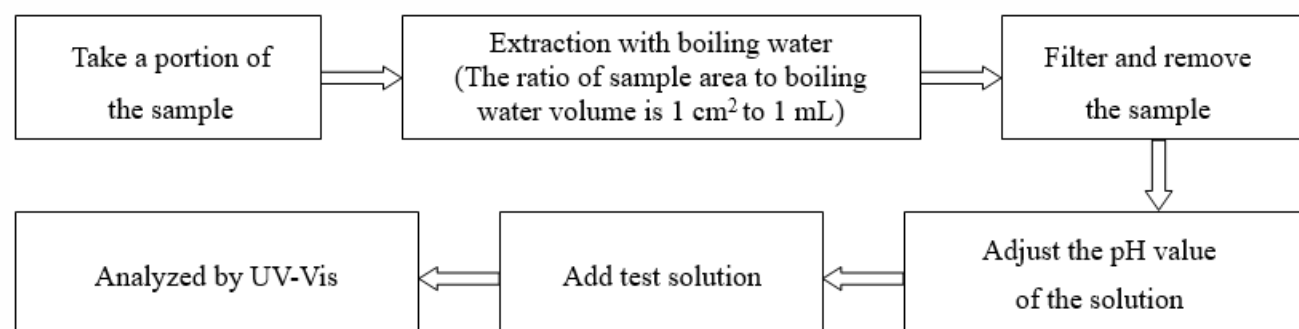 Take a portion of
the sample
Extraction with boiling water
(The ratio of sample area to boiling
water volume is 1 cm² to 1 mL)
Filter and remove
the sample
Adjust the pH value
of the solution
Add test solution
Analyzed by UV-Vis